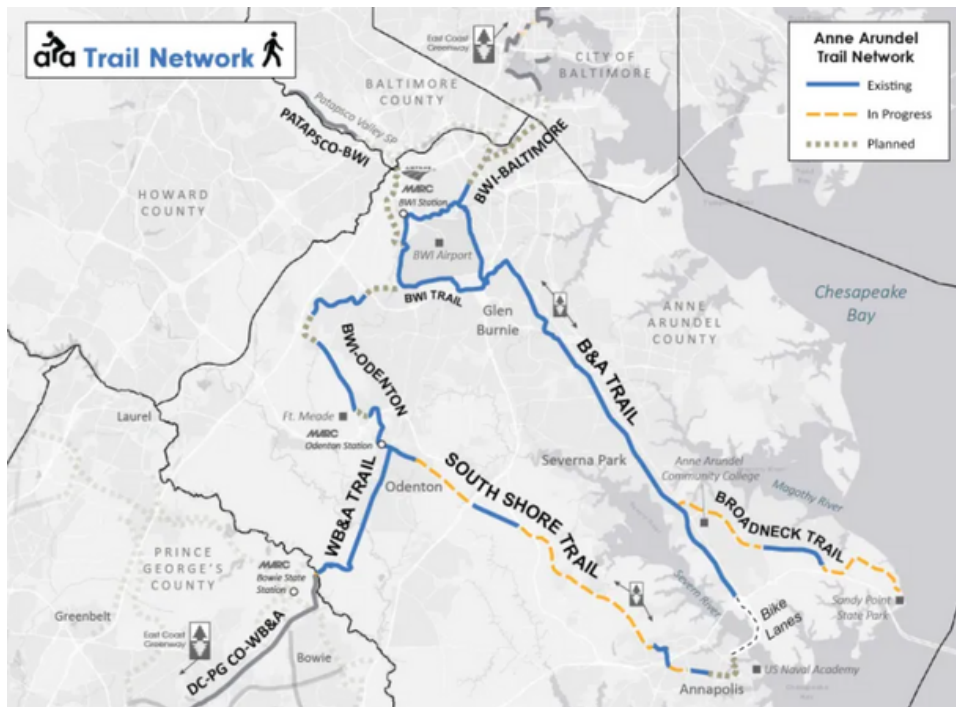 Trail Network
East Coast
Greenway
CITY OF
BALTIMORE
BALTIMORE
COUNTY
Anne Arundel
Trail Network
Existing
In Progress
Planned
Patapsco Valley SP
PATAPSCO-BWI
HOWARD
COUNTY
MARC
BWI Station
BWI-BALTIMORE
BWI Airport
BWI TRAIL
Glen
Burnie
ANNE
ARUNDEL
COUNTY
Chesapeake
Bay
BWI-ODENTON
B&A TRAIL
Laurel
Ft. Meade
MARC
Odenton Station
Odenton
WB&A TRAIL
SOUTH SHORE TRAIL
Severna Park
Anne Arundel
Community College
Magothy River
BROADNECK TRAIL
PRINCE
GEORGE'S
COUNTY
MARC
Bowie State
Station
Greenbelt
East Coast
Greenway
DC-PG CO-WB&A
Bowie
Severn River
Bike
Lanes
Sandy Point
State Park
US Naval Academy
Annapolis